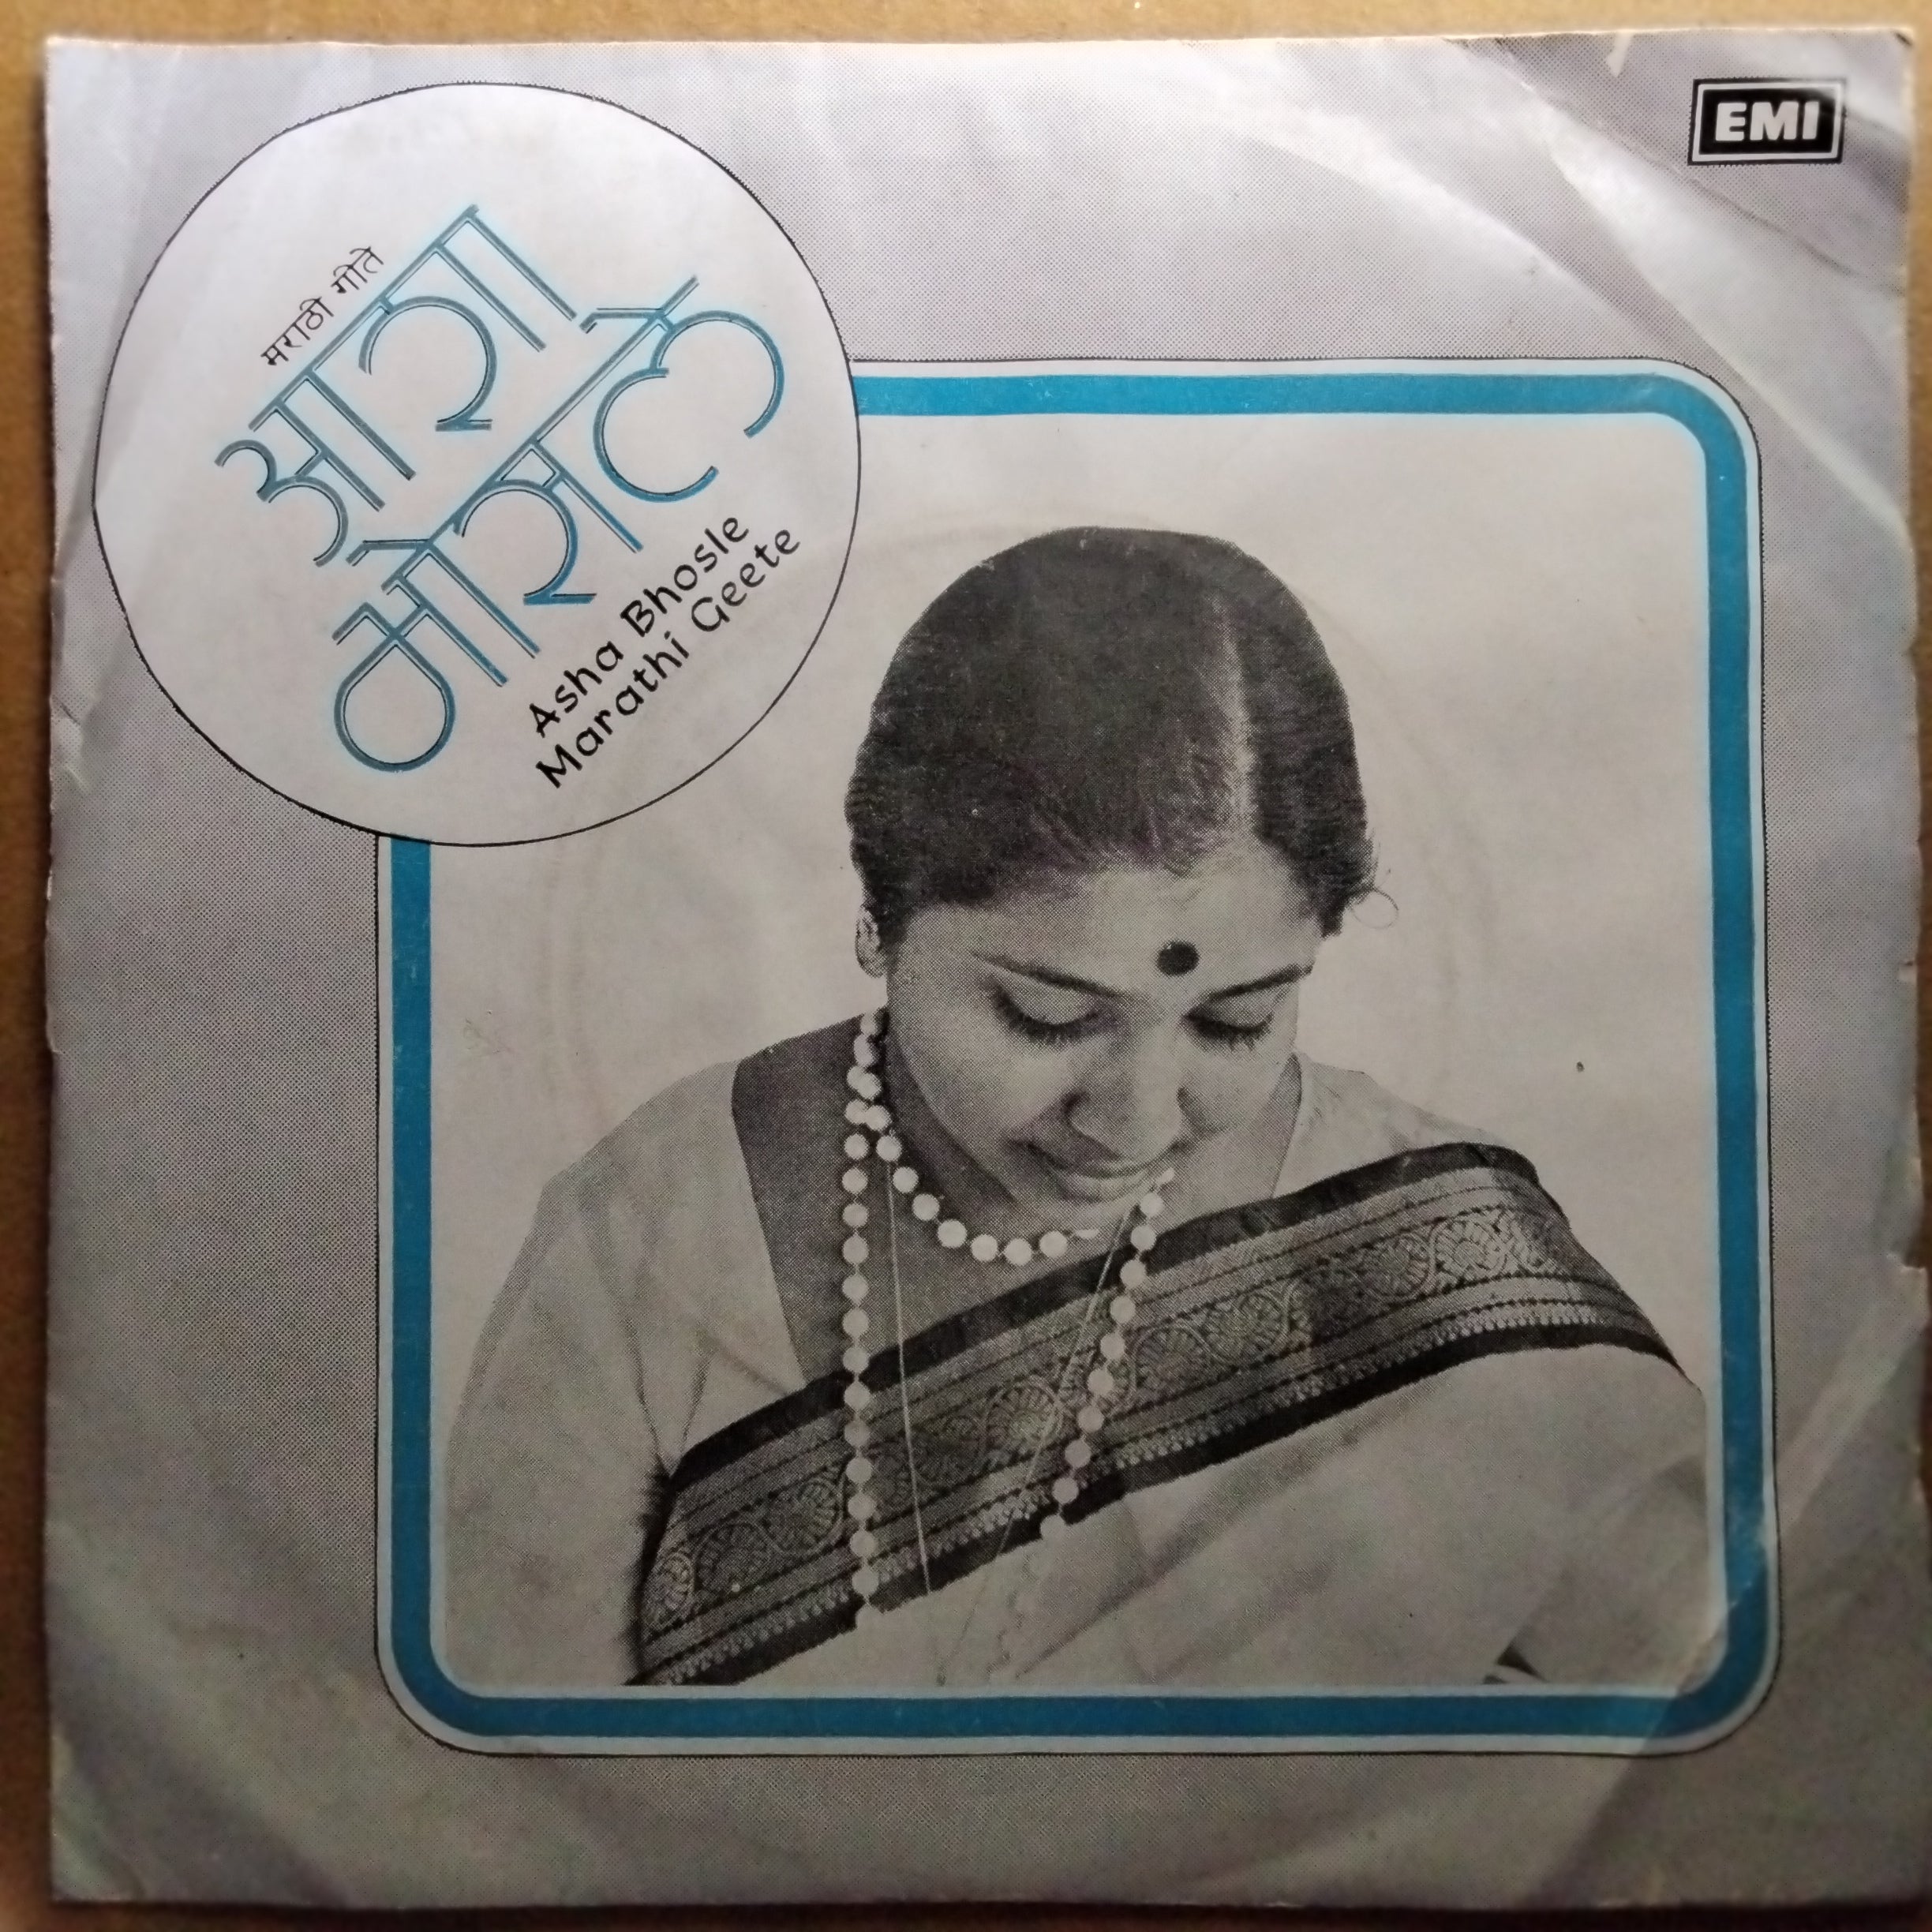 EMI
मराठी गीते
आशा
भोसले
Asha Bhosle
Marathi Geete